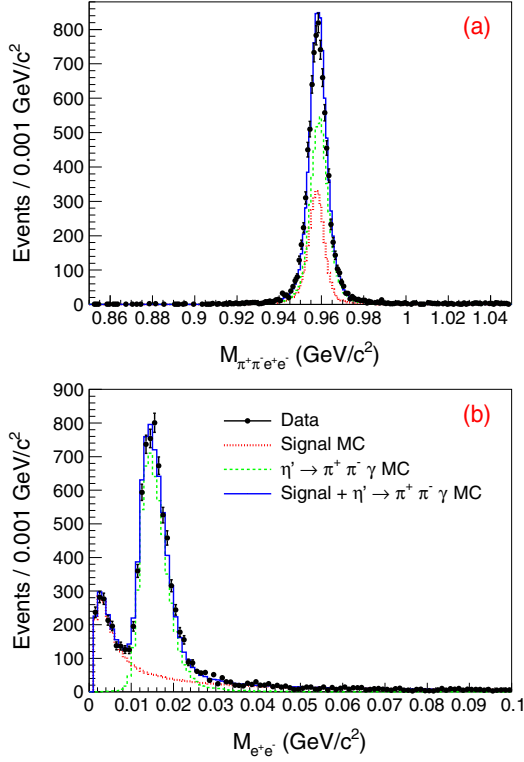 (a)
Events / 0.001 GeV/c²
800
700
600
500
400
300
200
100
0
0.86 0.88 0.9 0.92 0.94 0.96 0.98 1 1.02 1.04
M π⁺π⁻e⁺e⁻ (GeV/c²)
(b)
Events / 0.001 GeV/c²
900
800
700
600
500
400
300
200
100
0
Data
Signal MC
η' → π⁺ π⁻ γ MC
Signal + η' → π⁺ π⁻ γ MC
0 0.01 0.02 0.03 0.04 0.05 0.06 0.07 0.08 0.09 0.1
M e⁺e⁻ (GeV/c²)